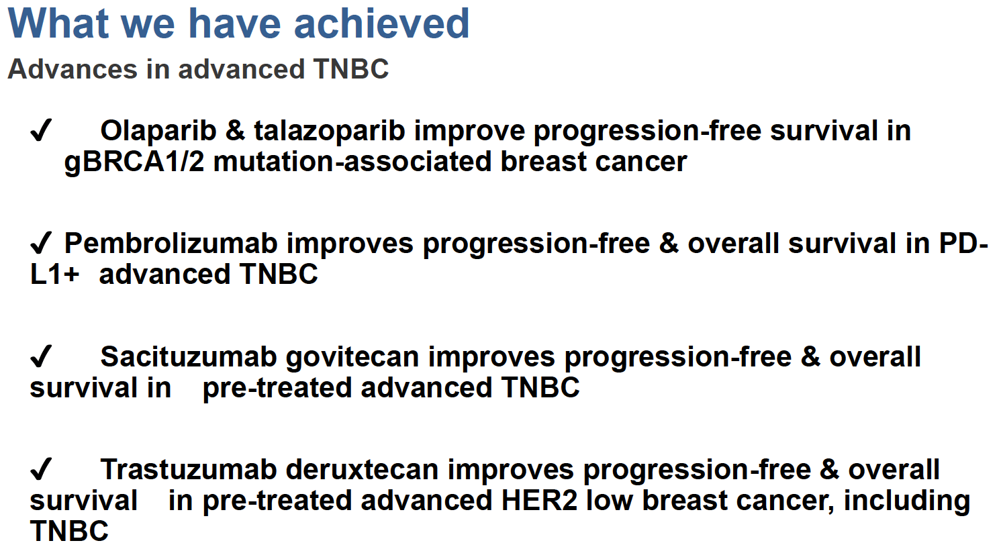 What we have achieved
Advances in advanced TNBC
✓ Olaparib & talazoparib improve progression-free survival in
gBRCA1/2 mutation-associated breast cancer
✓ Pembrolizumab improves progression-free & overall survival in PD-
L1+ advanced TNBC
✓ Sacituzumab govitecan improves progression-free & overall
survival in pre-treated advanced TNBC
✓ Trastuzumab deruxtecan improves progression-free & overall
survival in pre-treated advanced HER2 low breast cancer, including
TNBC